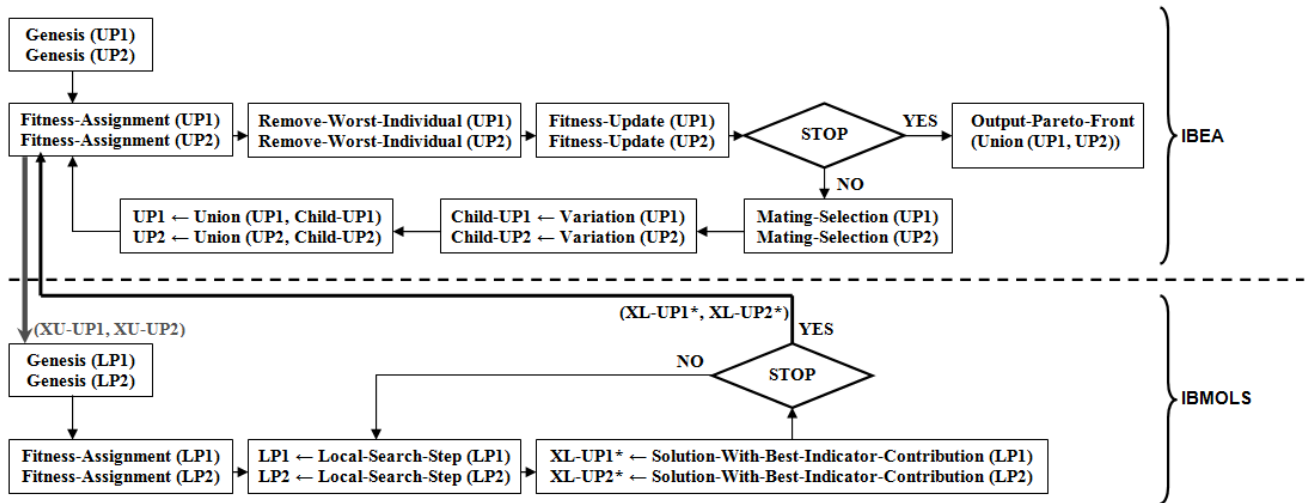 Genesis (UP1)
Genesis (UP2)
Fitness-Assignment (UP1)
Fitness-Assignment (UP2)
Remove-Worst-Individual (UP1)
Remove-Worst-Individual (UP2)
Fitness-Update (UP1)
Fitness-Update (UP2)
STOP
YES
Output-Pareto-Front
(Union (UP1, UP2))
IBEA
NO
UP1 ← Union (UP1, Child-UP1)
UP2 ← Union (UP2, Child-UP2)
Child-UP1 ← Variation (UP1)
Child-UP2 ← Variation (UP2)
Mating-Selection (UP1)
Mating-Selection (UP2)
(XL-UP1*, XL-UP2*)
YES
(XU-UP1, XU-UP2)
Genesis (LP1)
Genesis (LP2)
NO
STOP
IBMOLS
Fitness-Assignment (LP1)
Fitness-Assignment (LP2)
LP1 ← Local-Search-Step (LP1)
LP2 ← Local-Search-Step (LP2)
XL-UP1* ← Solution-With-Best-Indicator-Contribution (LP1)
XL-UP2* ← Solution-With-Best-Indicator-Contribution (LP2)